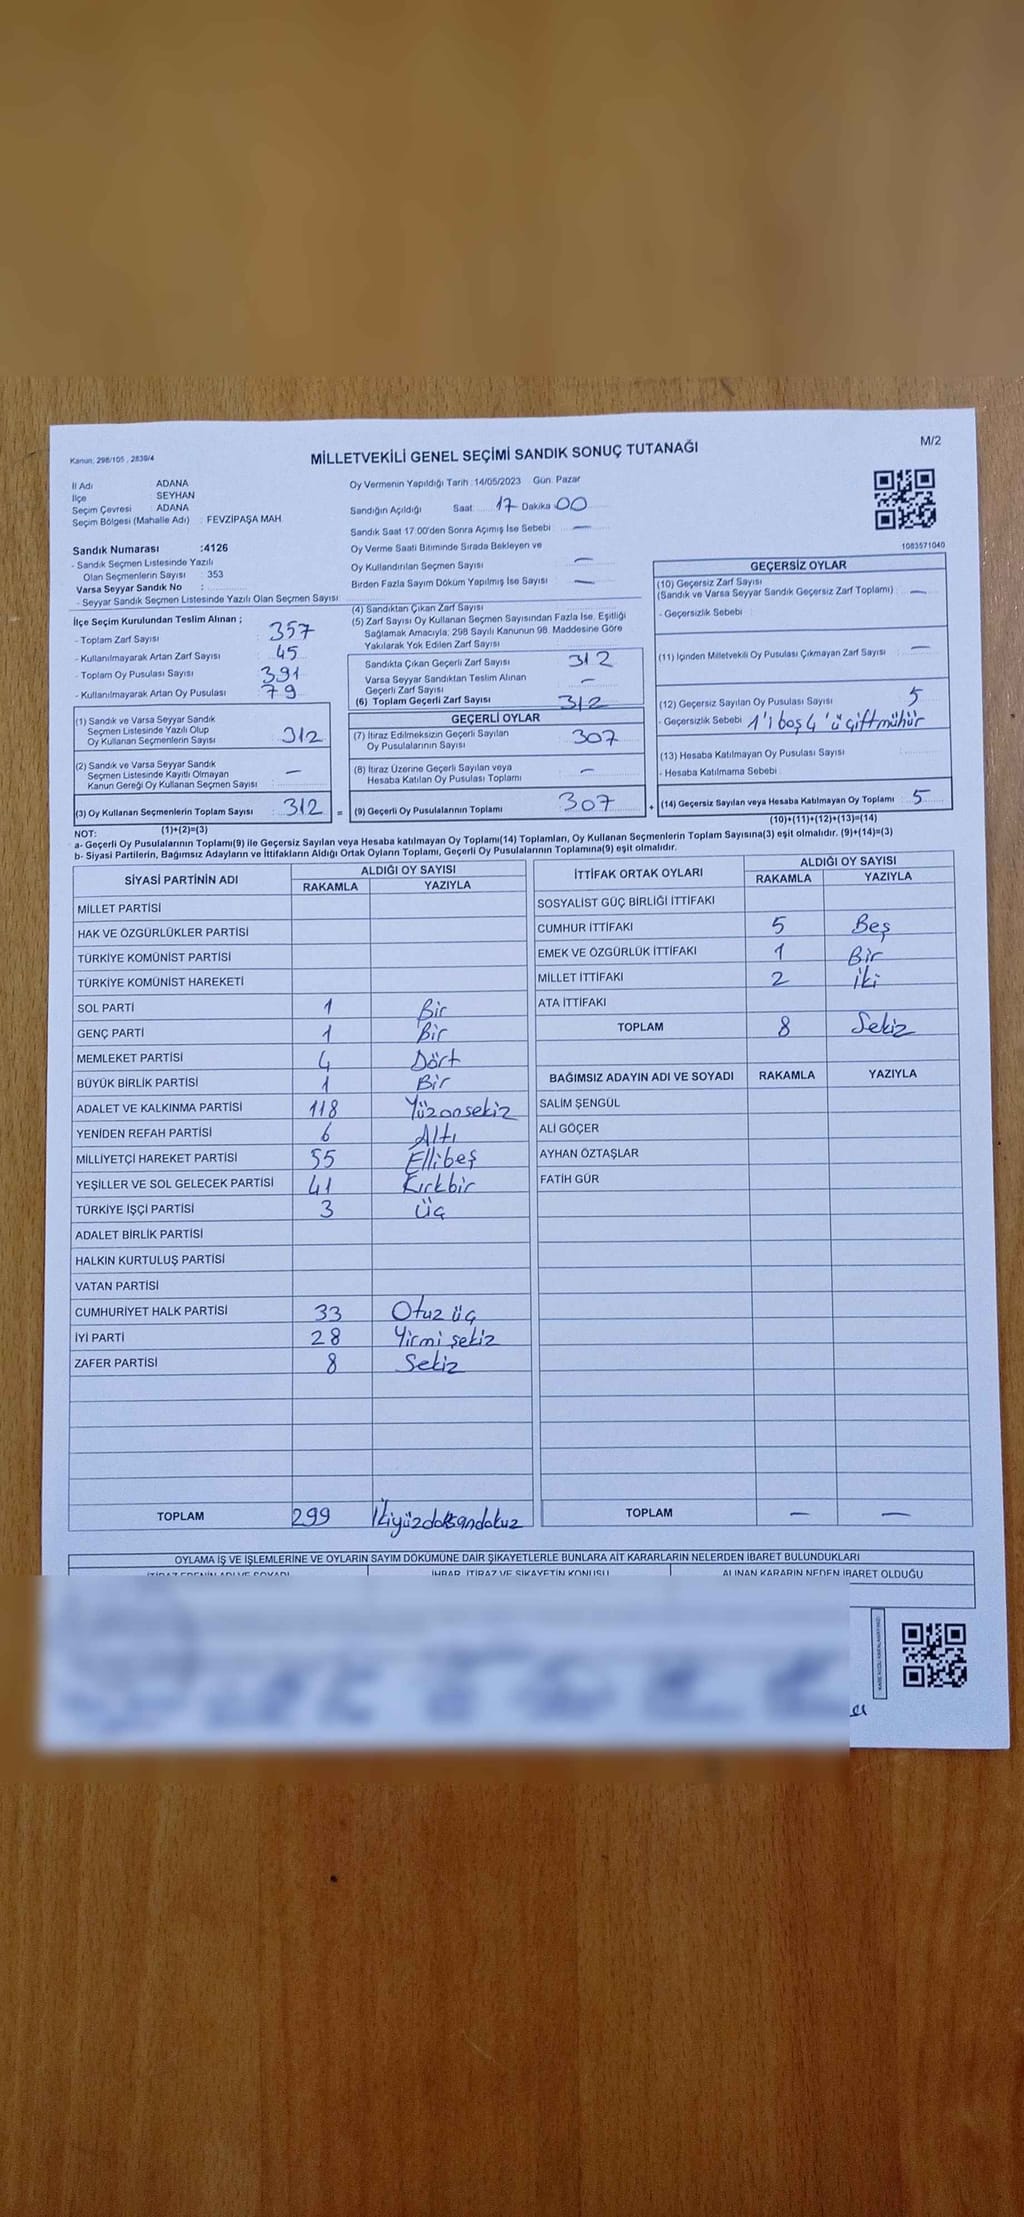 Kanun: 298/105 , 2839/4
MİLLETVEKİLİ GENEL SEÇİMİ SANDIK SONUÇ TUTANAĞI
M/2
İl Adı ADANA
İlçe SEYHAN
Seçim Çevresi ADANA
Seçim Bölgesi (Mahalle Adı) : FEVZİPAŞA MAH.
Sandık Numarası :4126
- Sandık Seçmen Listesinde Yazılı
Olan Seçmenlerin Sayısı : 353
Varsa Seyyar Sandık No :
- Seyyar Sandık Seçmen Listesinde Yazılı Olan Seçmen Sayısı:
Oy Vermenin Yapıldığı Tarih :14/05/2023 Gün: Pazar
Sandığın Açıldığı Saat: 17 Dakika :00
Sandık Saat 17:00'den Sonra Açımış İse Sebebi : —
Oy Verme Saati Bitiminde Sırada Bekleyen ve
Oy Kullandırılan Seçmen Sayısı : —
Birden Fazla Sayım Döküm Yapılmış İse Sayısı : —
1083571040
İlçe Seçim Kurulundan Teslim Alınan ;
- Toplam Zarf Sayısı : 357
- Kullanılmayarak Artan Zarf Sayısı : 45
- Toplam Oy Pusulası Sayısı : 391
- Kullanılmayarak Artan Oy Pusulası : 79
(1) Sandık ve Varsa Seyyar Sandık
Seçmen Listesinde Yazılı Olup
Oy Kullanan Seçmenlerin Sayısı : 312
(2) Sandık ve Varsa Seyyar Sandık
Seçmen Listesinde Kayıtlı Olmayan
Kanun Gereği Oy Kullanan Seçmen Sayısı : —
(3) Oy Kullanan Seçmenlerin Toplam Sayısı : 312 =
(1)+(2)=(3)
(4) Sandıktan Çıkan Zarf Sayısı
(5) Zarf Sayısı Oy Kullanan Seçmen Sayısından Fazla İse, Eşitliği
Sağlamak Amacıyla; 298 Sayılı Kanunun 98. Maddesine Göre
Yakılarak Yok Edilen Zarf Sayısı :
Sandıkta Çıkan Geçerli Zarf Sayısı : 312
Varsa Seyyar Sandıktan Teslim Alınan
Geçerli Zarf Sayısı : —
(6) Toplam Geçerli Zarf Sayısı : 312
GEÇERLİ OYLAR
(7) İtiraz Edilmeksizin Geçerli Sayılan
Oy Pusulalarının Sayısı : 307
(8) İtiraz Üzerine Geçerli Sayılan veya
Hesaba Katılan Oy Pusulası Toplamı : —
(9) Geçerli Oy Pusulalarının Toplamı : 307 +
GEÇERSİZ OYLAR
(10) Geçersiz Zarf Sayısı
(Sandık ve Varsa Seyyar Sandık Geçersiz Zarf Toplamı) : —
- Geçersizlik Sebebi :
(11) İçinden Milletvekili Oy Pusulası Çıkmayan Zarf Sayısı : —
(12) Geçersiz Sayılan Oy Pusulası Sayısı : 5
- Geçersizlik Sebebi : 1'i boş 4'ü çift mühür
(13) Hesaba Katılmayan Oy Pusulası Sayısı :
- Hesaba Katılmama Sebebi :
(14) Geçersiz Sayılan veya Hesaba Katılmayan Oy Toplamı : 5
(10)+(11)+(12)+(13)=(14)
NOT:
a- Geçerli Oy Pusulalarının Toplamı(9) ile Geçersiz Sayılan veya Hesaba katılmayan Oy Toplamı(14) Toplamları, Oy Kullanan Seçmenlerin Toplam Sayısına(3) eşit olmalıdır. (9)+(14)=(3)
b- Siyasi Partilerin, Bağımsız Adayların ve İttifakların Aldığı Ortak Oyların Toplamı, Geçerli Oy Pusulalarının Toplamına(9) eşit olmalıdır.
SİYASİ PARTİNİN ADI ALDIĞI OY SAYISI
RAKAMLA YAZIYLA
MİLLET PARTİSİ
HAK VE ÖZGÜRLÜKLER PARTİSİ
TÜRKİYE KOMÜNİST PARTİSİ
TÜRKİYE KOMÜNİST HAREKETİ
SOL PARTİ 1 Bir
GENÇ PARTİ 1 Bir
MEMLEKET PARTİSİ 4 Dört
BÜYÜK BİRLİK PARTİSİ 1 Bir
ADALET VE KALKINMA PARTİSİ 118 Yüzonsekiz
YENİDEN REFAH PARTİSİ 6 Altı
MİLLİYETÇİ HAREKET PARTİSİ 55 Ellibeş
YEŞİLLER VE SOL GELECEK PARTİSİ 41 Kırkbir
TÜRKİYE İŞÇİ PARTİSİ 3 Üç
ADALET BİRLİK PARTİSİ
HALKIN KURTULUŞ PARTİSİ
VATAN PARTİSİ
CUMHURİYET HALK PARTİSİ 33 Otuz üç
İYİ PARTİ 28 Yirmi sekiz
ZAFER PARTİSİ 8 Sekiz
TOPLAM 299 İkiyüzdoksandokuz
İTTİFAK ORTAK OYLARI ALDIĞI OY SAYISI
RAKAMLA YAZIYLA
SOSYALİST GÜÇ BİRLİĞİ İTTİFAKI
CUMHUR İTTİFAKI 5 Beş
EMEK VE ÖZGÜRLÜK İTTİFAKI 1 Bir
MİLLET İTTİFAKI 2 İki
ATA İTTİFAKI
TOPLAM 8 Sekiz
BAĞIMSIZ ADAYIN ADI VE SOYADI RAKAMLA YAZIYLA
SALİM ŞENGÜL
ALİ GÖÇER
AYHAN ÖZTAŞLAR
FATİH GÜR
TOPLAM — —
OYLAMA İŞ VE İŞLEMLERİNE VE OYLARIN SAYIM DÖKÜMÜNE DAİR ŞİKAYETLERLE BUNLARA AİT KARARLARIN NELERDEN İBARET BULUNDUKLARI
İTİRAZ EDENİN ADI VE SOYADI İHBAR, İTİRAZ VE ŞİKAYETİN KONUSU ALINAN KARARIN NEDEN İBARET OLDUĞU